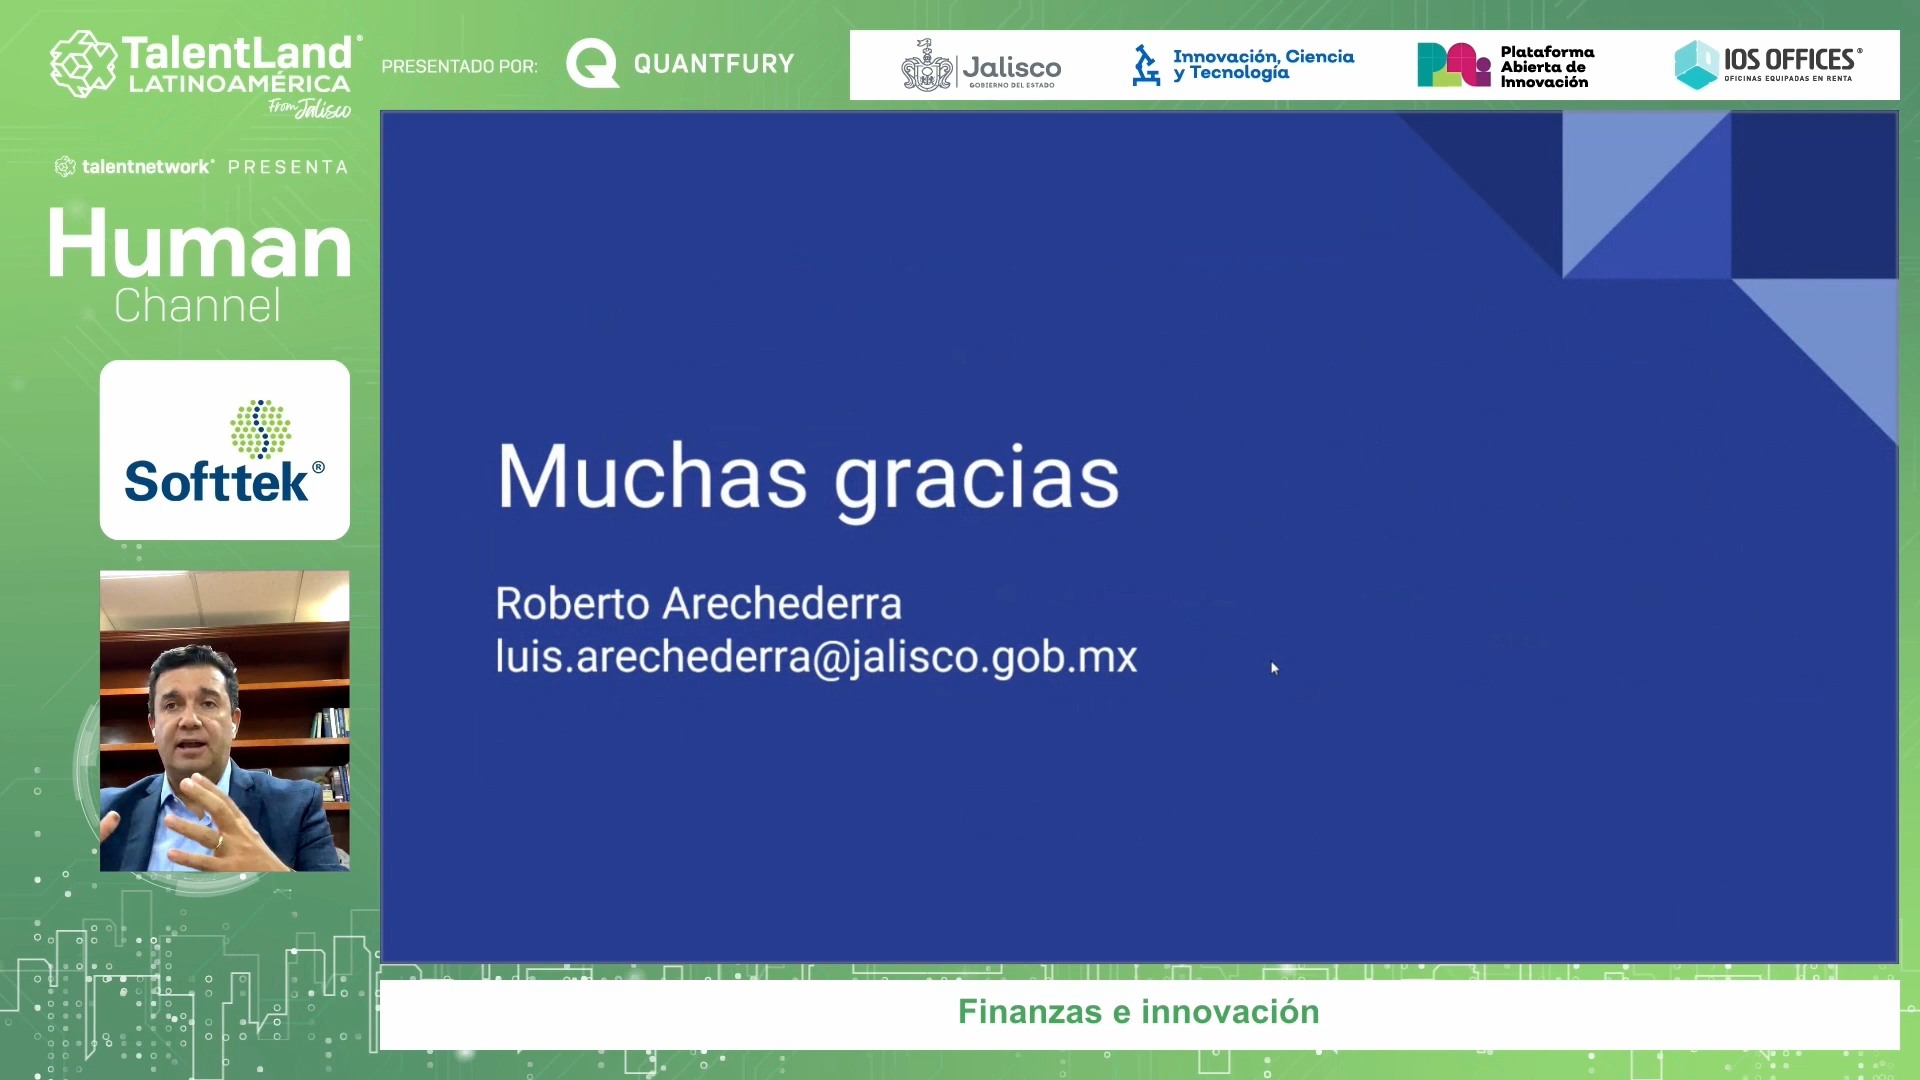 TalentLand®
LATINOAMÉRICA
From Jalisco
PRESENTADO POR:
QUANTFURY
Jalisco
GOBIERNO DEL ESTADO
Innovación, Ciencia
y Tecnología
Plataforma
Abierta de
Innovación
IOS OFFICES®
OFICINAS EQUIPADAS EN RENTA
talentnetwork® PRESENTA
Human
Channel
Softtek®
Muchas gracias
Roberto Arechederra
luis.arechederra@jalisco.gob.mx
Finanzas e innovación